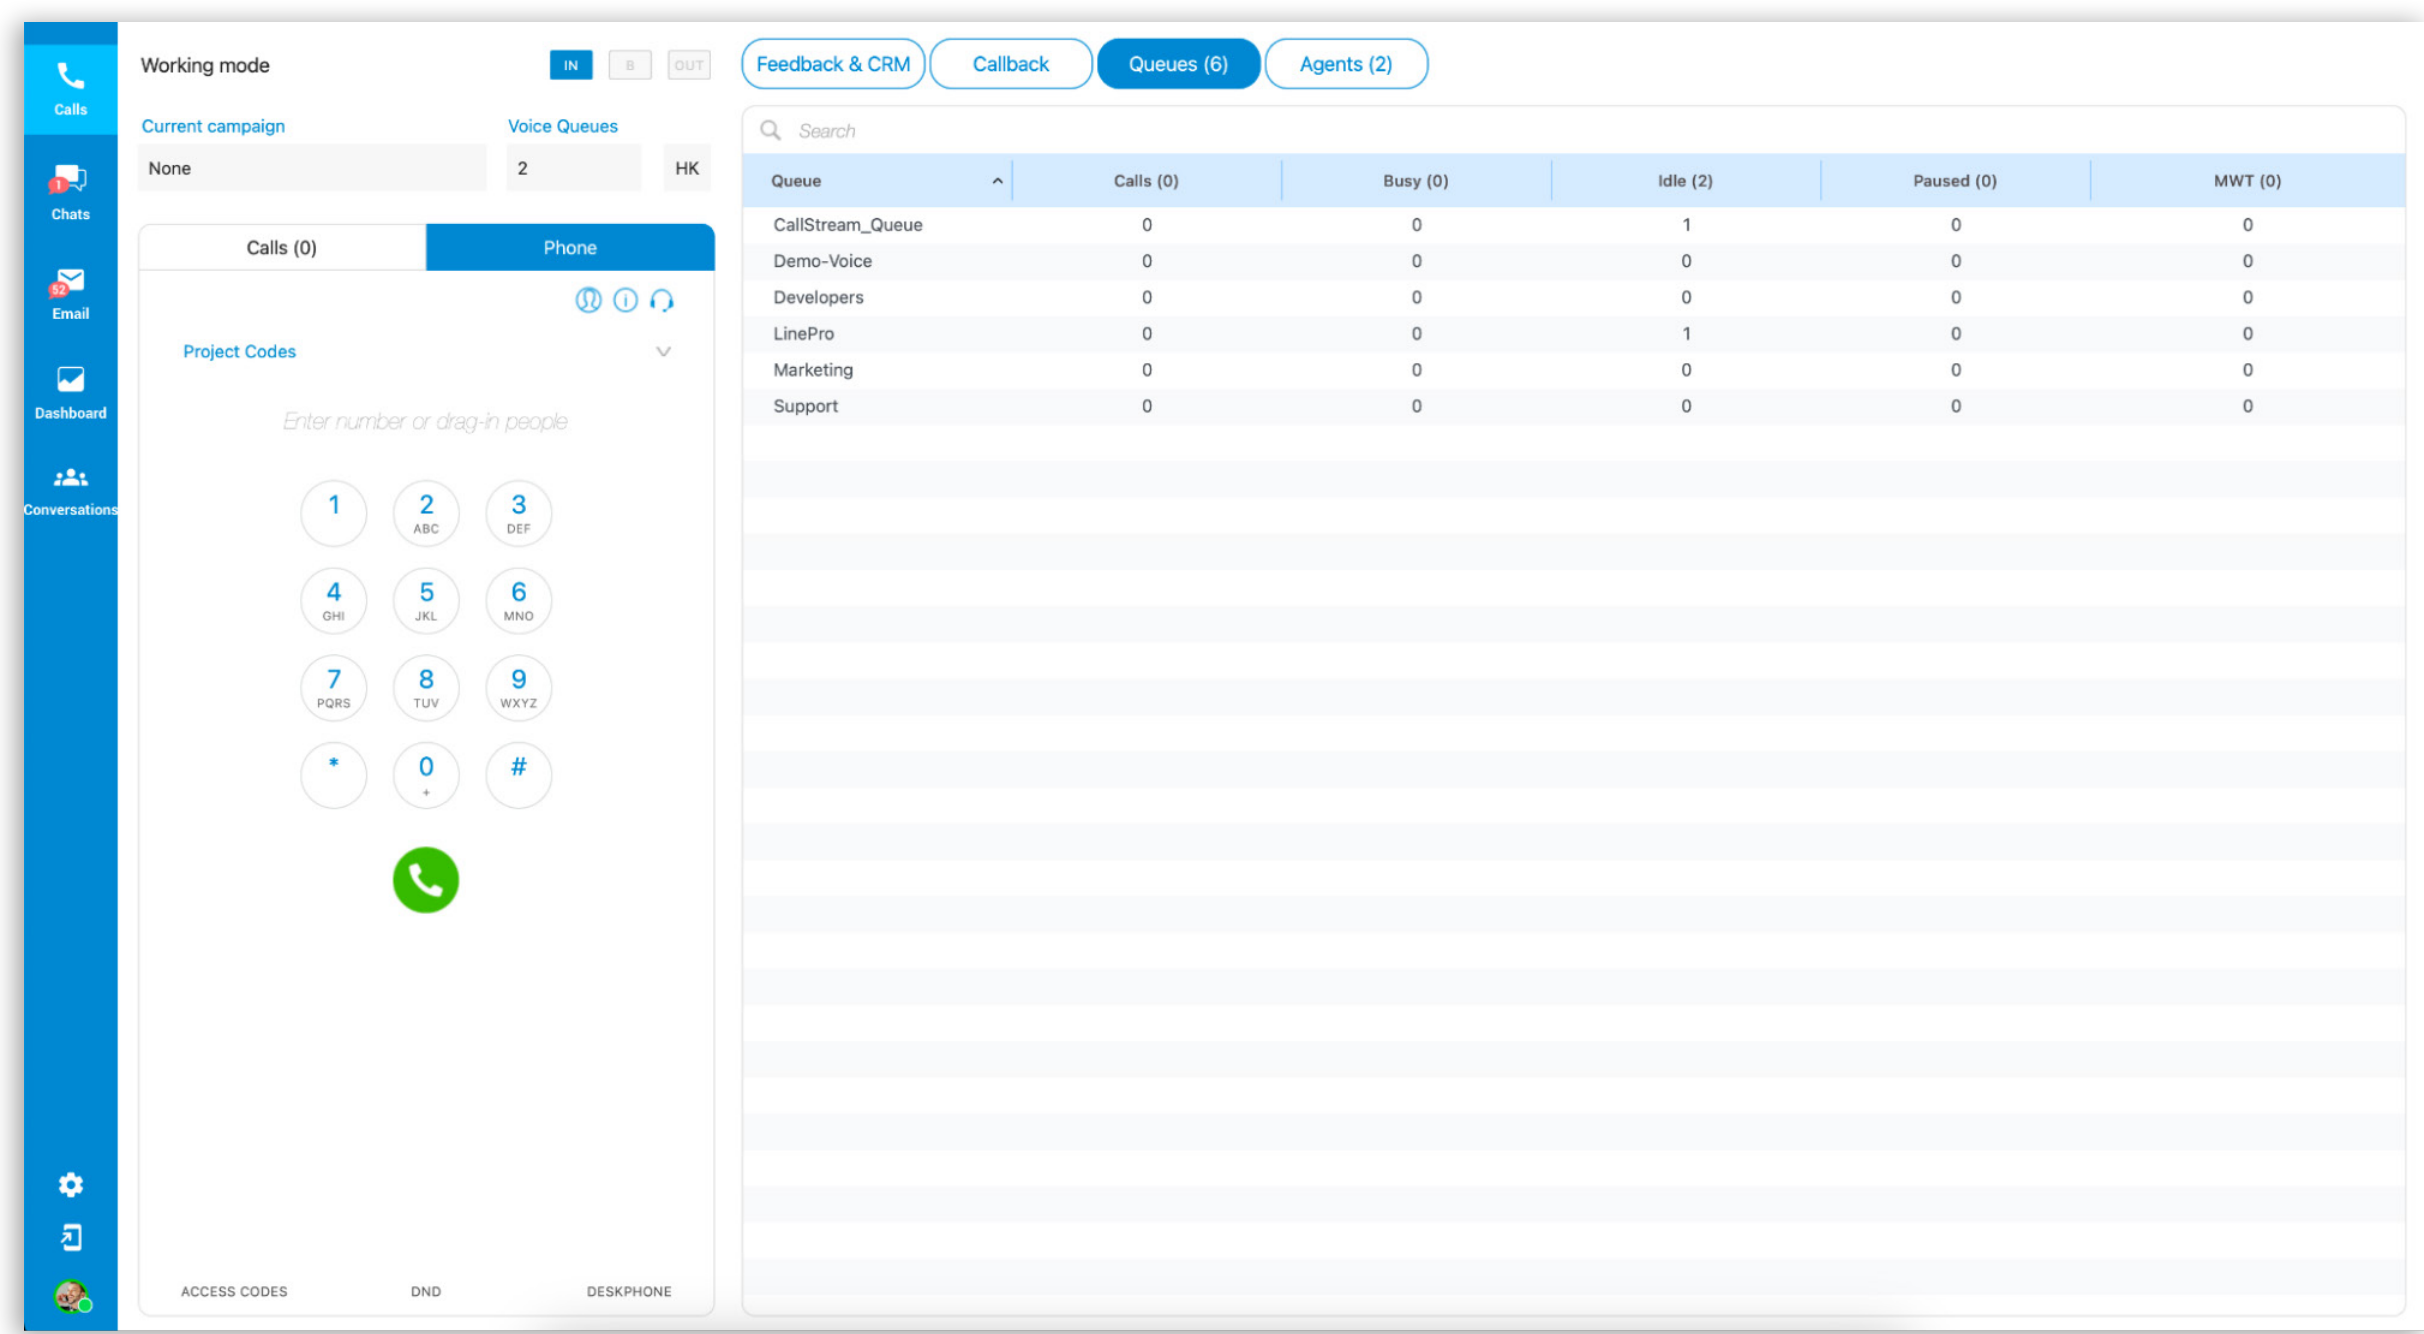 Calls
1
Chats
52
Email
Dashboard
Conversations
Working mode
IN
B
OUT
Current campaign
Voice Queues
None
2
HK
Calls (0)
Phone
Project Codes
Enter number or drag-in people
1
2
ABC
3
DEF
4
GHI
5
JKL
6
MNO
7
PQRS
8
TUV
9
WXYZ
*
0
+
#
ACCESS CODES
DND
DESKPHONE
Feedback & CRM
Callback
Queues (6)
Agents (2)
Search
Queue Calls (0) Busy (0) Idle (2) Paused (0) MWT (0)
CallStream_Queue 0 0 1 0 0
Demo-Voice 0 0 0 0 0
Developers 0 0 0 0 0
LinePro 0 0 1 0 0
Marketing 0 0 0 0 0
Support 0 0 0 0 0